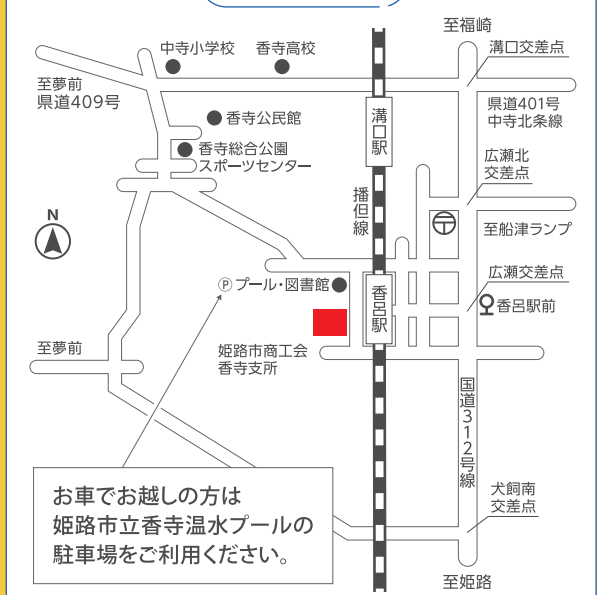 至福崎
中寺小学校
香寺高校
溝口交差点
至夢前
県道409号
溝口駅
県道401号
中寺北条線
香寺公民館
香寺総合公園
スポーツセンター
広瀬北
交差点
播但線
N
〒
至船津ランプ
Ⓟプール・図書館
香呂駅
広瀬交差点
香呂駅前
至夢前
姫路市商工会
香寺支所
国道312号線
お車でお越しの方は
姫路市立香寺温水プールの
駐車場をご利用ください。
犬飼南
交差点
至姫路